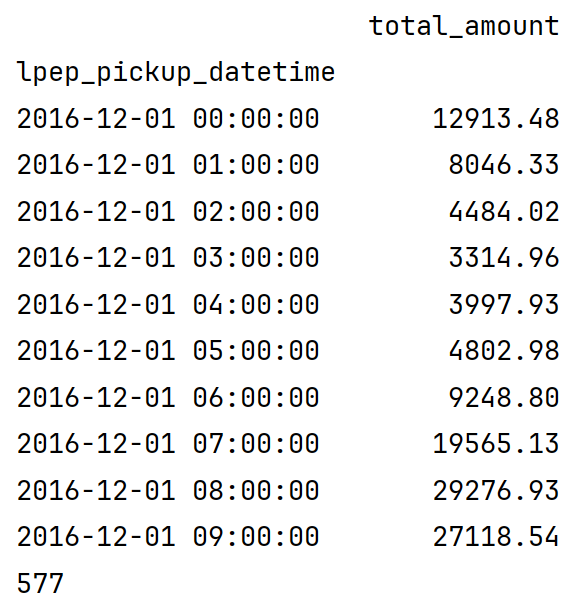 total_amount
lpep_pickup_datetime
2016-12-01 00:00:00 12913.48
2016-12-01 01:00:00 8046.33
2016-12-01 02:00:00 4484.02
2016-12-01 03:00:00 3314.96
2016-12-01 04:00:00 3997.93
2016-12-01 05:00:00 4802.98
2016-12-01 06:00:00 9248.80
2016-12-01 07:00:00 19565.13
2016-12-01 08:00:00 29276.93
2016-12-01 09:00:00 27118.54
577